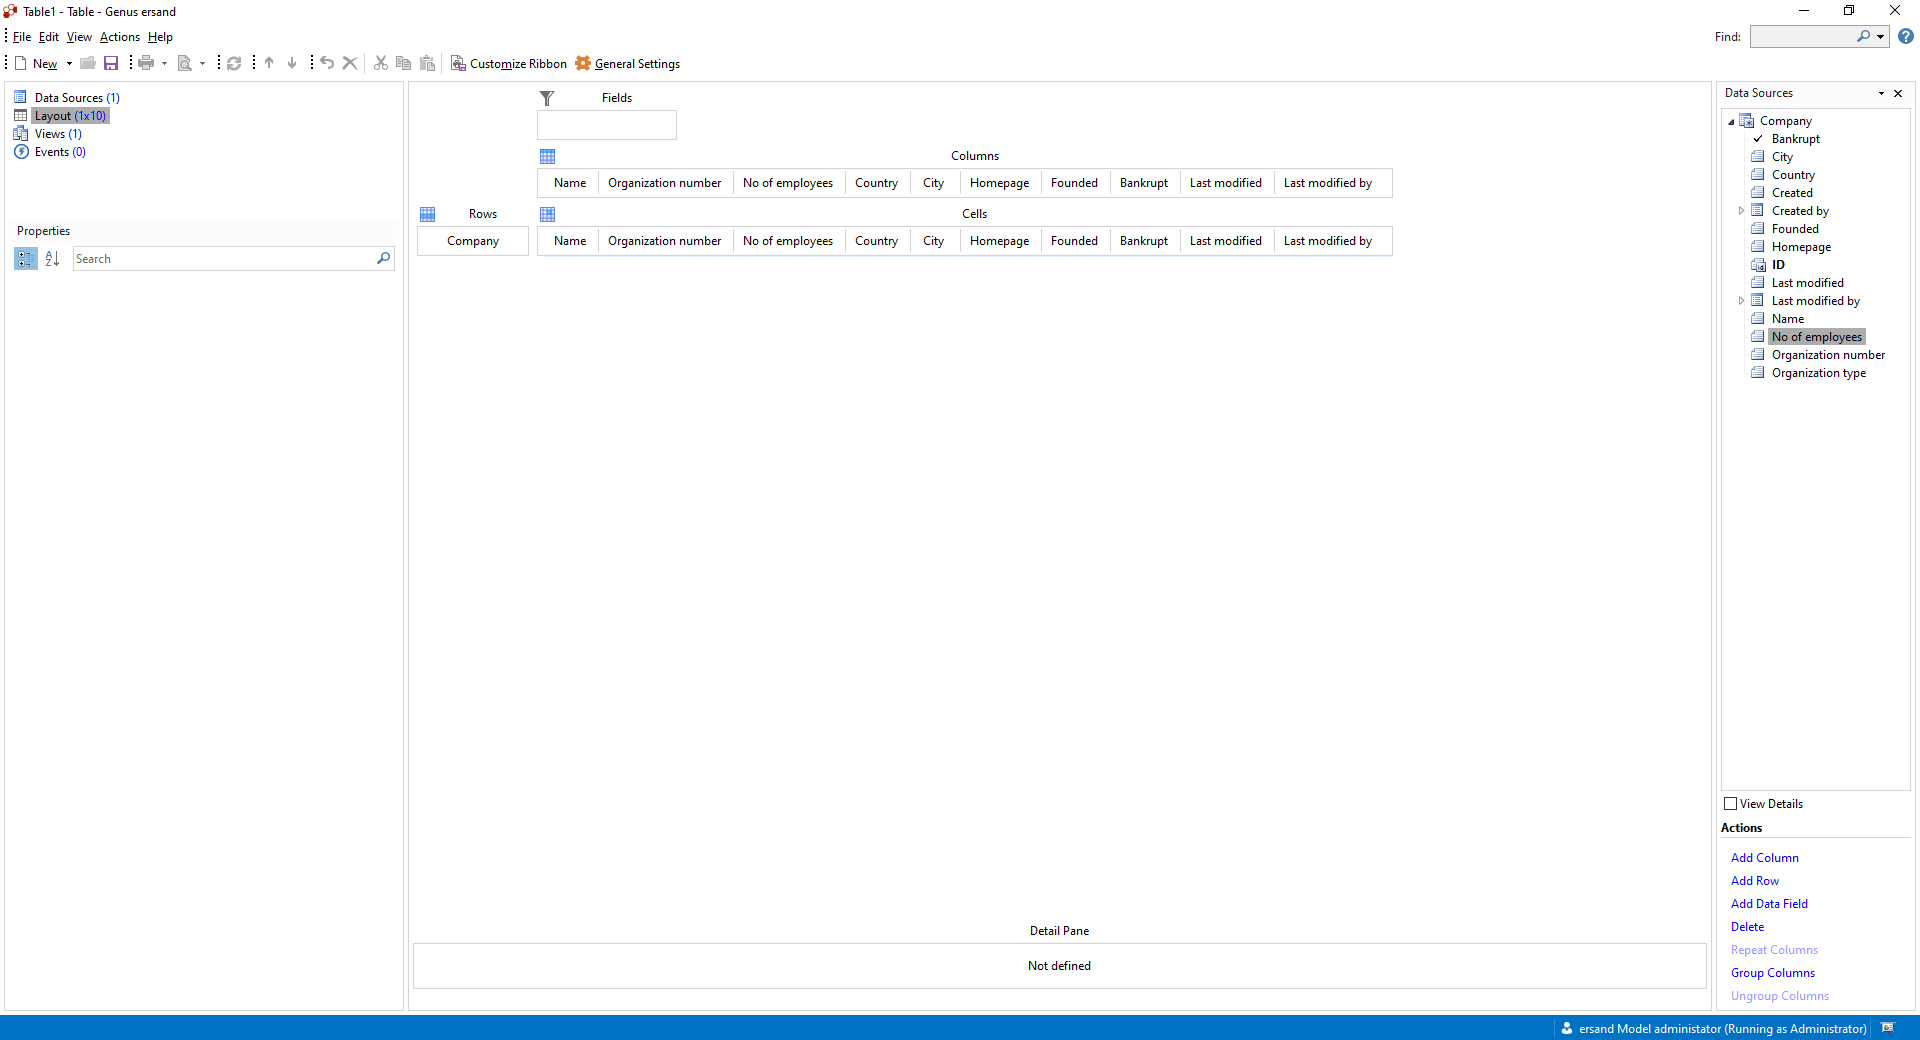 Table1 - Table - Genus ersand
File Edit View Actions Help
Find:
New
Customize Ribbon
General Settings
Data Sources (1)
Layout (1x10)
Views (1)
Events (0)
Properties
Search
Fields
Columns
Name Organization number No of employees Country City Homepage Founded Bankrupt Last modified Last modified by
Rows
Cells
Company
Name Organization number No of employees Country City Homepage Founded Bankrupt Last modified Last modified by
Detail Pane
Not defined
Data Sources
Company
Bankrupt
City
Country
Created
Created by
Founded
Homepage
ID
Last modified
Last modified by
Name
No of employees
Organization number
Organization type
View Details
Actions
Add Column
Add Row
Add Data Field
Delete
Repeat Columns
Group Columns
Ungroup Columns
ersand Model administator (Running as Administrator)